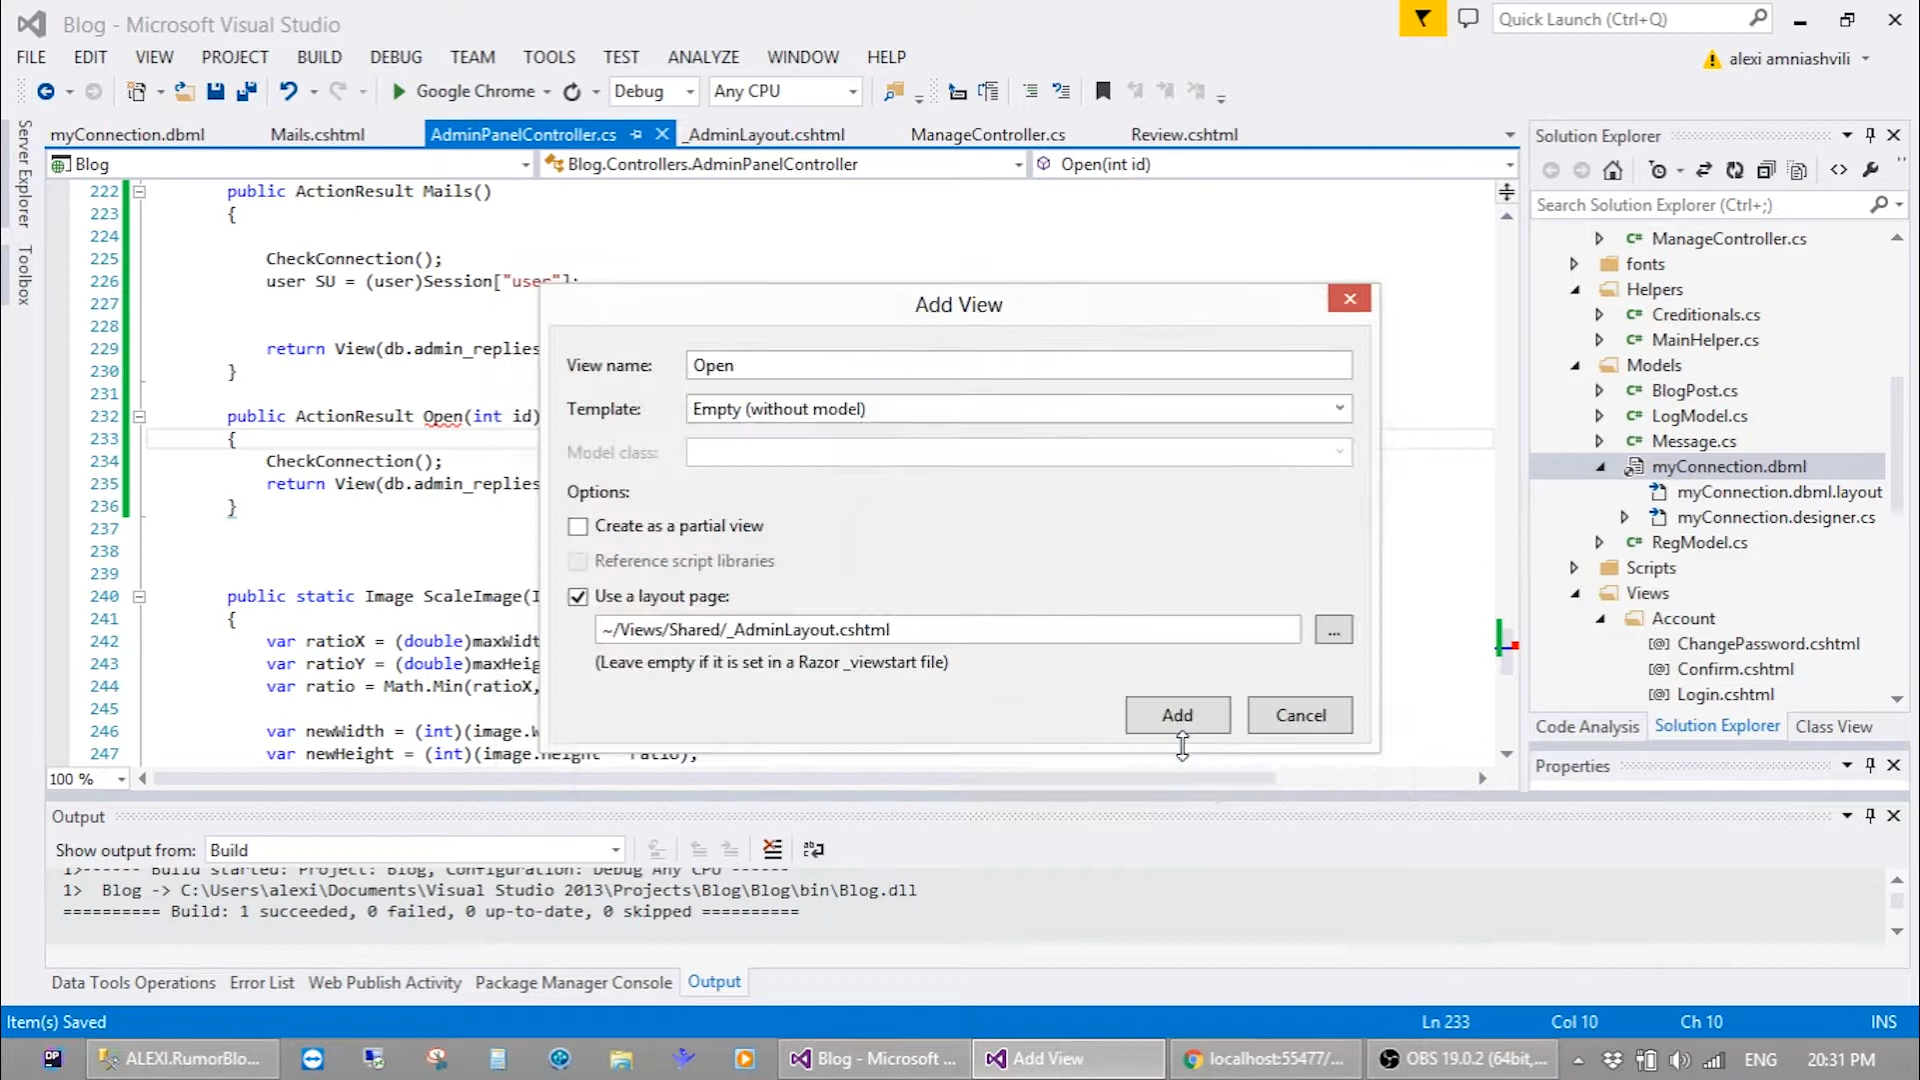 Blog - Microsoft Visual Studio
Quick Launch (Ctrl+Q)
FILE EDIT VIEW PROJECT BUILD DEBUG TEAM TOOLS TEST ANALYZE WINDOW HELP
alexi amniashvili
Google Chrome Debug Any CPU
Server Explorer
Toolbox
myConnection.dbml Mails.cshtml AdminPanelController.cs _AdminLayout.cshtml ManageController.cs Review.cshtml
Blog Blog.Controllers.AdminPanelController Open(int id)
222 public ActionResult Mails()
223 {
224
225 CheckConnection();
226 user SU = (user)Session["user"];
227
228
229 return View(db.admin_replies
230 }
231
232 public ActionResult Open(int id)
233 {
234 CheckConnection();
235 return View(db.admin_replies
236 }
237
238
239
240 public static Image ScaleImage(I
241 {
242 var ratioX = (double)maxWidt
243 var ratioY = (double)maxHeig
244 var ratio = Math.Min(ratioX,
245
246 var newWidth = (int)(image.W
247 var newHeight = (int)(image.Height ratio);
100 %
Add View
View name: Open
Template: Empty (without model)
Model class:
Options:
Create as a partial view
Reference script libraries
Use a layout page:
~/Views/Shared/_AdminLayout.cshtml
...
(Leave empty if it is set in a Razor _viewstart file)
Add Cancel
Solution Explorer
Search Solution Explorer (Ctrl+;)
C# ManageController.cs
fonts
Helpers
C# Creditionals.cs
C# MainHelper.cs
Models
C# BlogPost.cs
C# LogModel.cs
C# Message.cs
myConnection.dbml
myConnection.dbml.layout
myConnection.designer.cs
C# RegModel.cs
Scripts
Views
Account
[@] ChangePassword.cshtml
[@] Confirm.cshtml
[@] Login.cshtml
Code Analysis Solution Explorer Class View
Properties
Output
Show output from: Build
1>------ Build started: Project: Blog, Configuration: Debug Any CPU ------
1> Blog -> C:\Users\alexi\Documents\Visual Studio 2013\Projects\Blog\Blog\bin\Blog.dll
========== Build: 1 succeeded, 0 failed, 0 up-to-date, 0 skipped ==========
Data Tools Operations Error List Web Publish Activity Package Manager Console Output
Item(s) Saved Ln 233 Col 10 Ch 10 INS
DP ALEXI.RumorBlo... Blog - Microsoft ... Add View localhost:55477/... OBS 19.0.2 (64bit,... ENG 20:31 PM